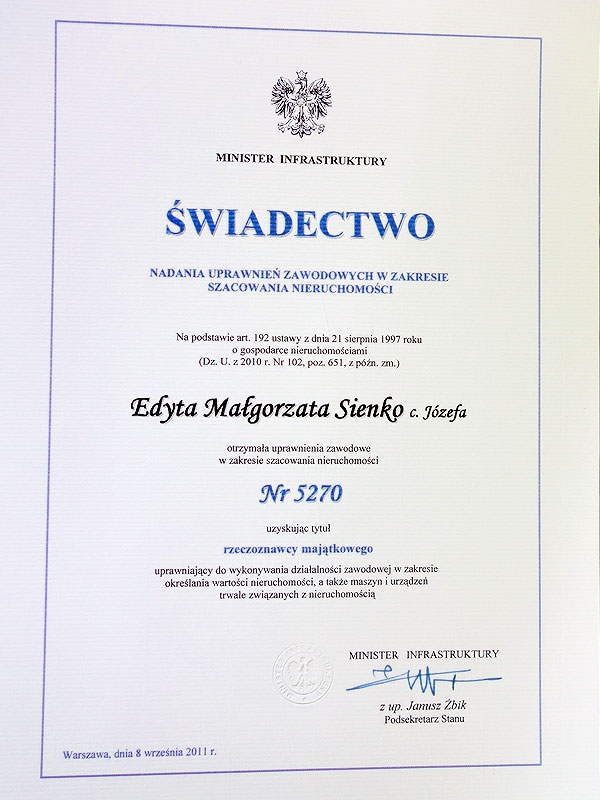 MINISTER INFRASTRUKTURY
ŚWIADECTWO
NADANIA UPRAWNIEŃ ZAWODOWYCH W ZAKRESIE
SZACOWANIA NIERUCHOMOŚCI
Na podstawie art. 192 ustawy z dnia 21 sierpnia 1997 roku
o gospodarce nieruchomościami
(Dz. U. z 2010 r. Nr 102, poz. 651, z późn. zm.)
Edyta Małgorzata Sienko c. Józefa
otrzymała uprawnienia zawodowe
w zakresie szacowania nieruchomości
Nr 5270
uzyskując tytuł
rzeczoznawcy majątkowego
uprawniający do wykonywania działalności zawodowej w zakresie
określania wartości nieruchomości, a także maszyn i urządzeń
trwale związanych z nieruchomością
MINISTER INFRASTRUKTURY
z up. Janusz Żbik
Podsekretarz Stanu
Warszawa, dnia 8 września 2011 r.